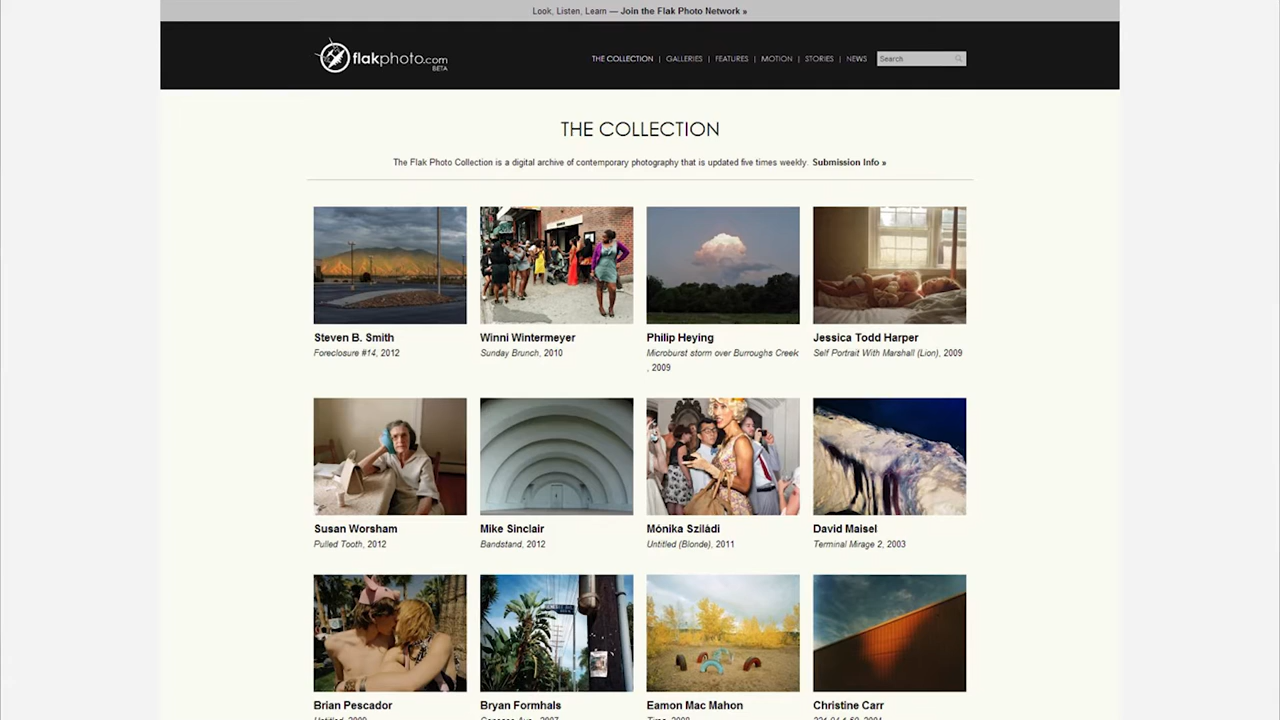 Look, Listen, Learn — Join the Flak Photo Network »
flakphoto.com
BETA
THE COLLECTION | GALLERIES | FEATURES | MOTION | STORIES | NEWS
Search
THE COLLECTION
The Flak Photo Collection is a digital archive of contemporary photography that is updated five times weekly. Submission Info »
Steven B. Smith
Foreclosure #14, 2012
Winni Wintermeyer
Sunday Brunch, 2010
Philip Heying
Microburst storm over Burroughs Creek
, 2009
Jessica Todd Harper
Self Portrait With Marshall (Lion), 2009
Susan Worsham
Pulled Tooth, 2012
Mike Sinclair
Bandstand, 2012
Mónika Sziládi
Untitled (Blonde), 2011
David Maisel
Terminal Mirage 2, 2003
Brian Pescador
Bryan Formhals
Eamon Mac Mahon
Christine Carr